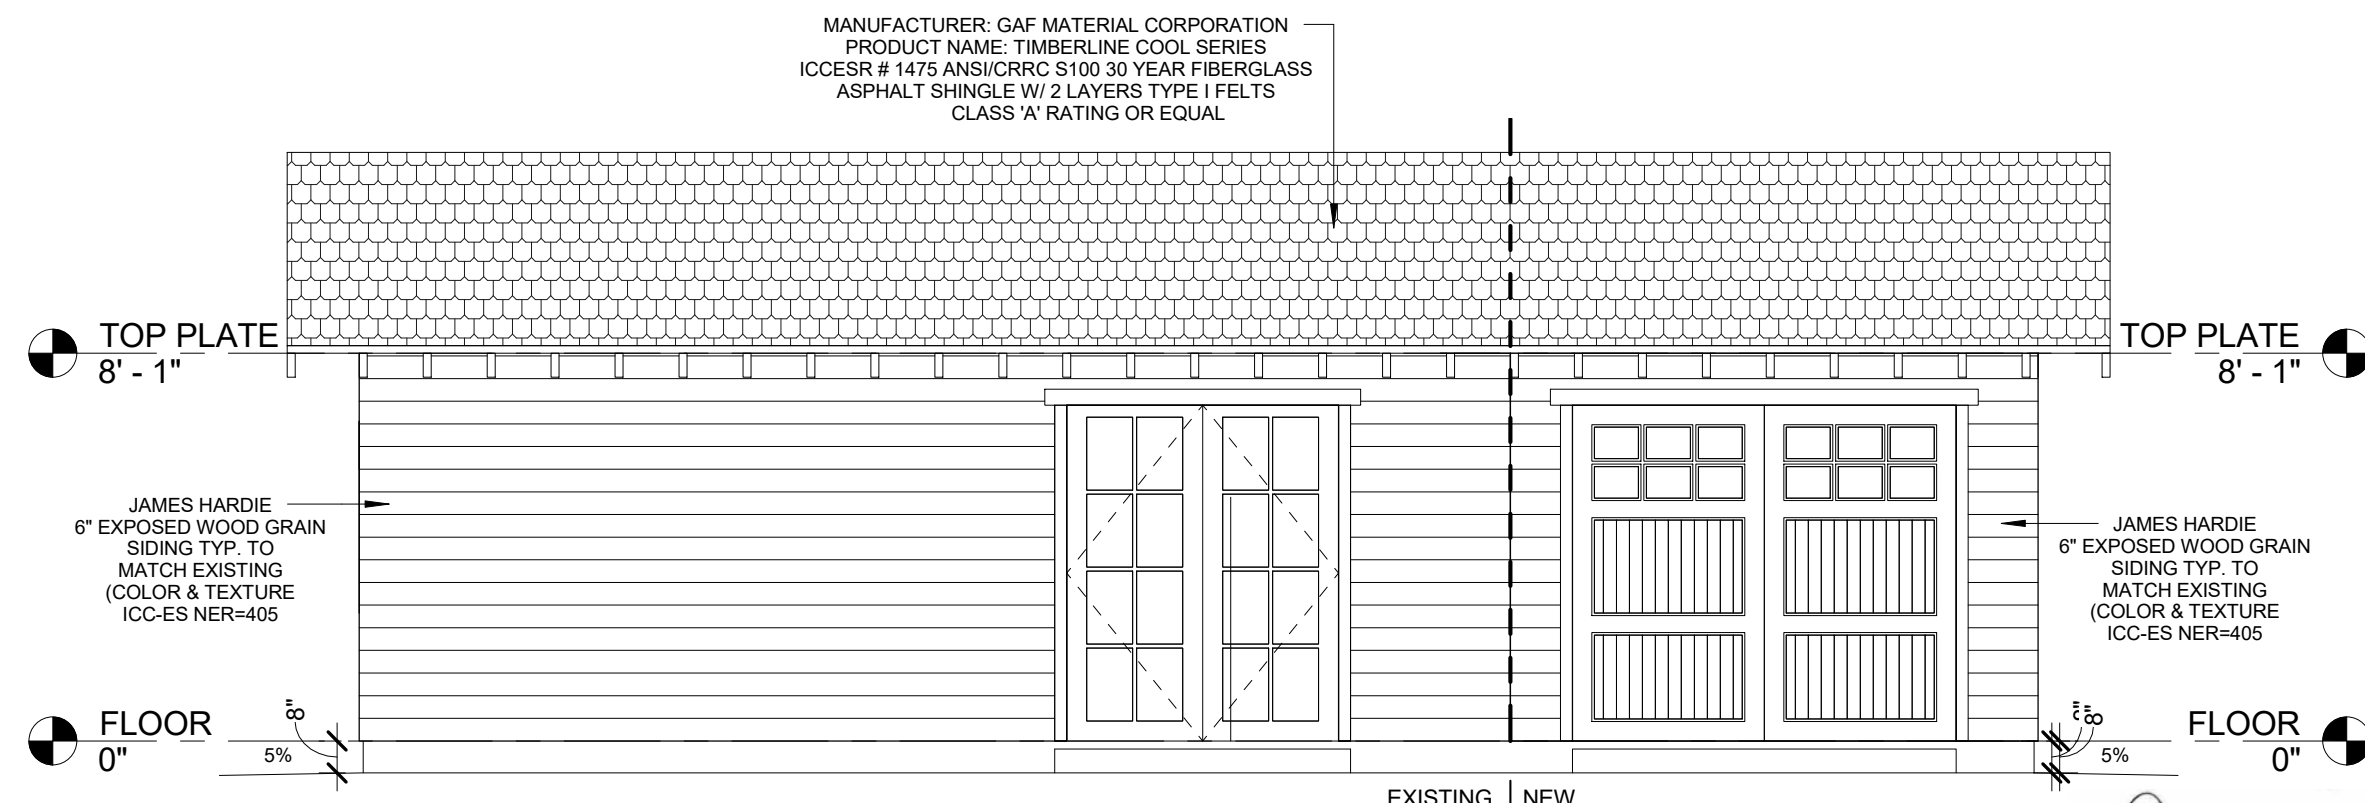 MANUFACTURER: GAF MATERIAL CORPORATION
PRODUCT NAME: TIMBERLINE COOL SERIES
ICCESR # 1475 ANSI/CRRC S100 30 YEAR FIBERGLASS
ASPHALT SHINGLE W/ 2 LAYERS TYPE I FELTS
CLASS 'A' RATING OR EQUAL
TOP PLATE
8' - 1"
TOP PLATE
8' - 1"
JAMES HARDIE
6" EXPOSED WOOD GRAIN
SIDING TYP. TO
MATCH EXISTING
(COLOR & TEXTURE
ICC-ES NER=405
JAMES HARDIE
6" EXPOSED WOOD GRAIN
SIDING TYP. TO
MATCH EXISTING
(COLOR & TEXTURE
ICC-ES NER=405
FLOOR
0"
8"
5%
8"
5%
FLOOR
0"
EXISTING
NEW